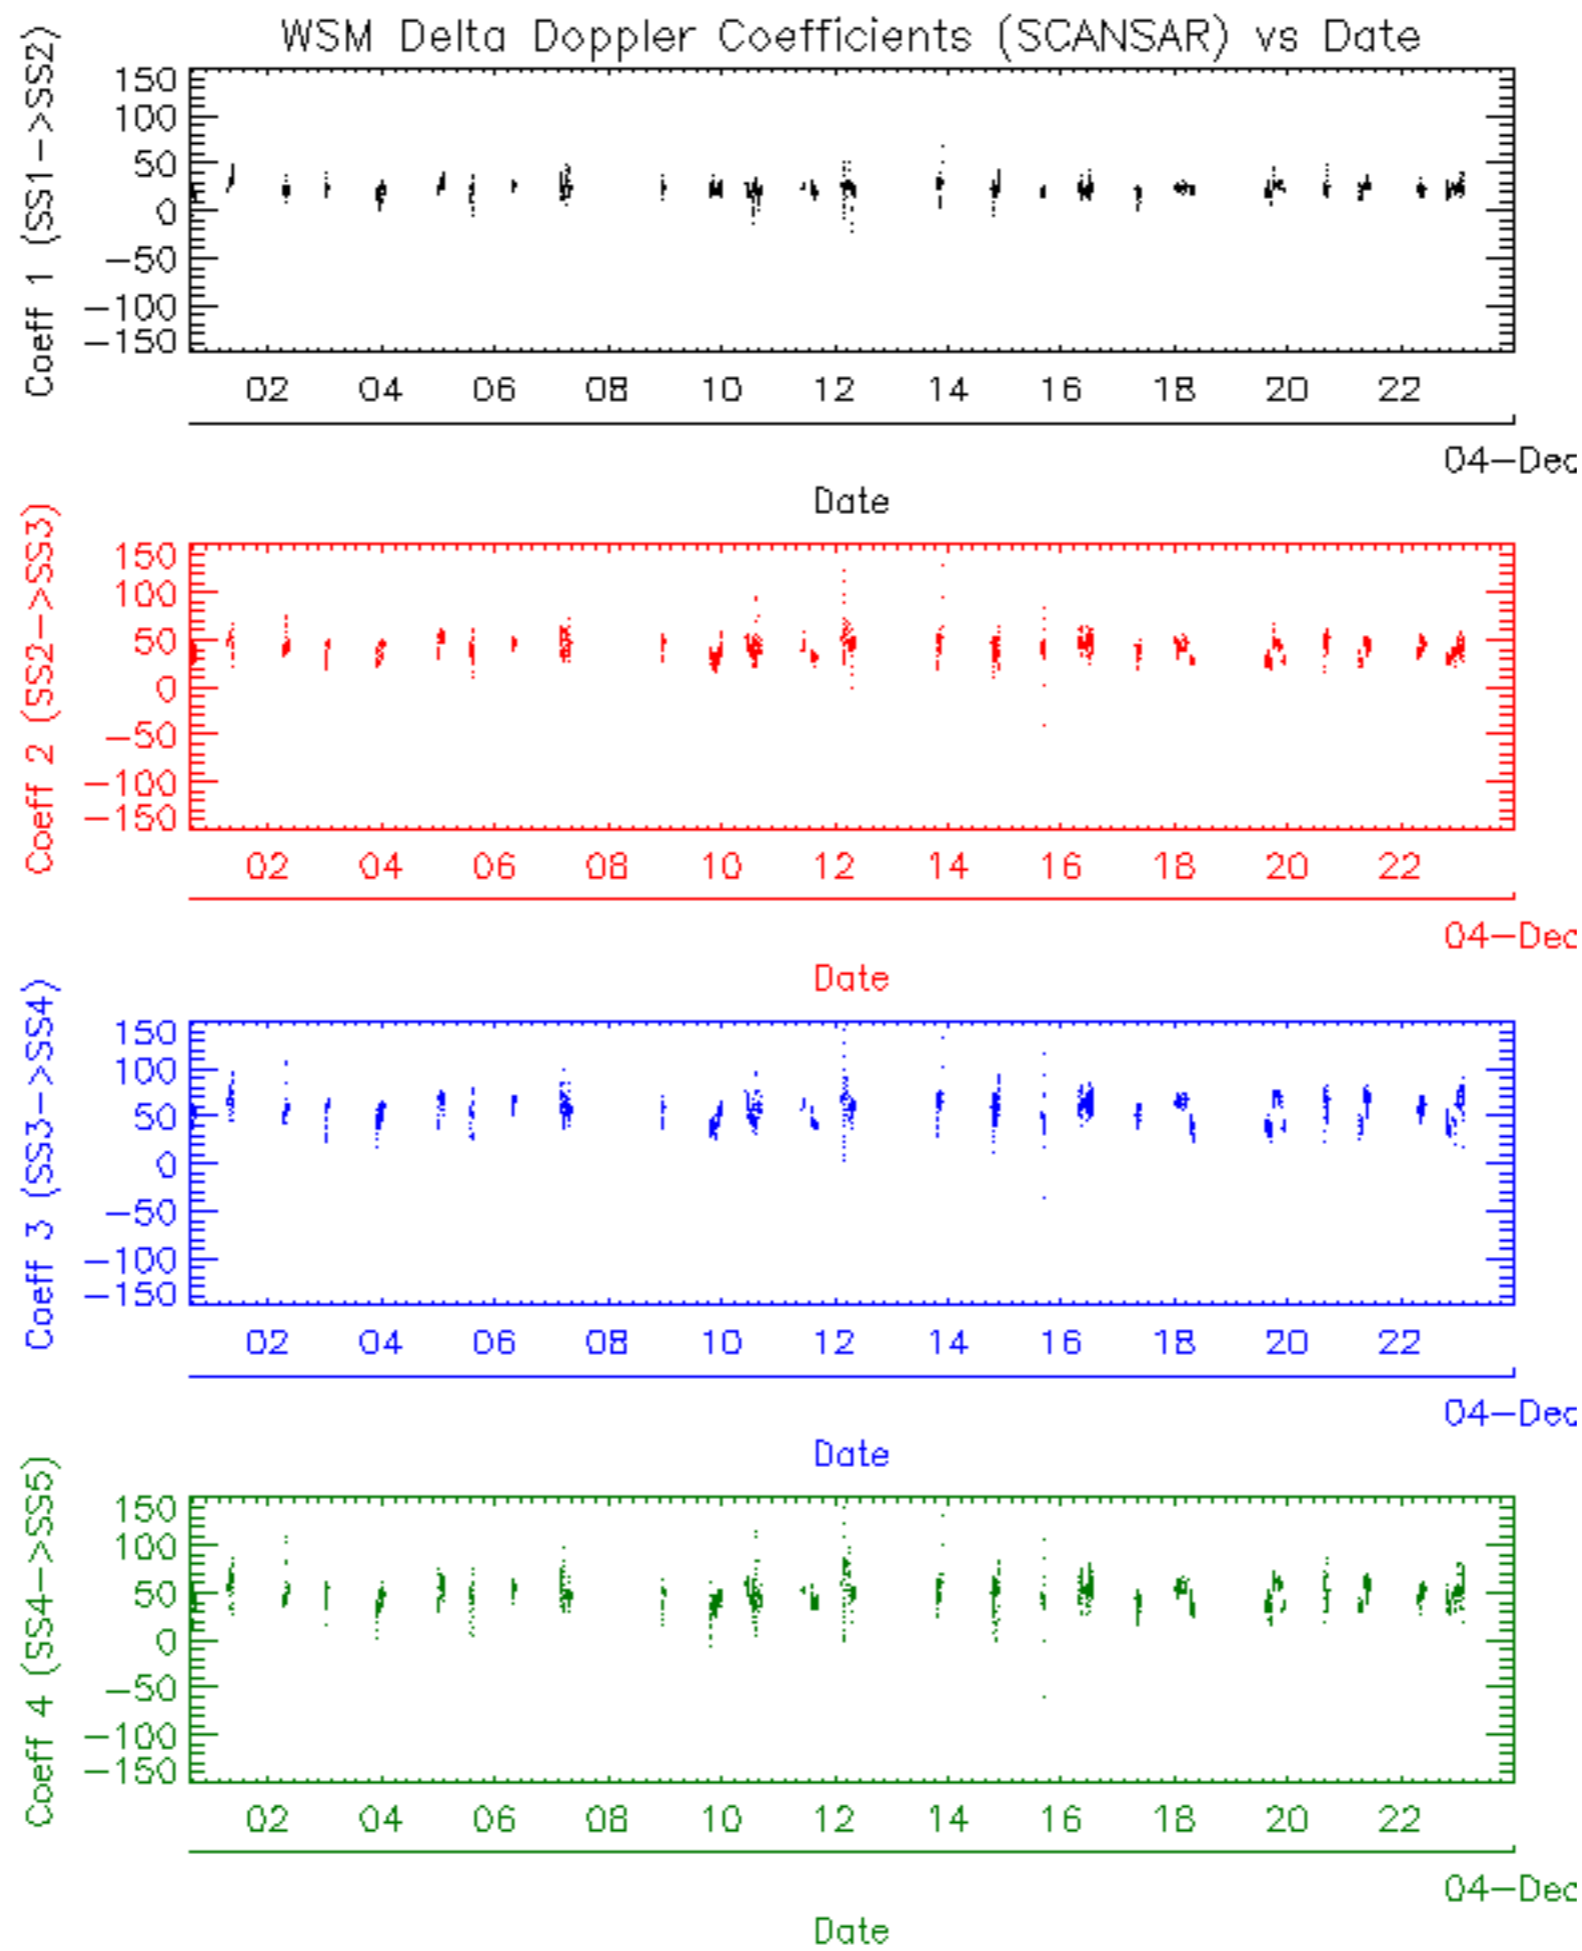 WSM Delta Doppler Coefficients (SCANSAR) vs Date
Coeff 1 (SS1->SS2)
150
100
50
0
-50
-100
-150
02 04 06 08 10 12 14 16 18 20 22
04-Dec
Date
Coeff 2 (SS2->SS3)
150
100
50
0
-50
-100
-150
02 04 06 08 10 12 14 16 18 20 22
04-Dec
Date
Coeff 3 (SS3->SS4)
150
100
50
0
-50
-100
-150
02 04 06 08 10 12 14 16 18 20 22
04-Dec
Date
Coeff 4 (SS4->SS5)
150
100
50
0
-50
-100
-150
02 04 06 08 10 12 14 16 18 20 22
04-Dec
Date